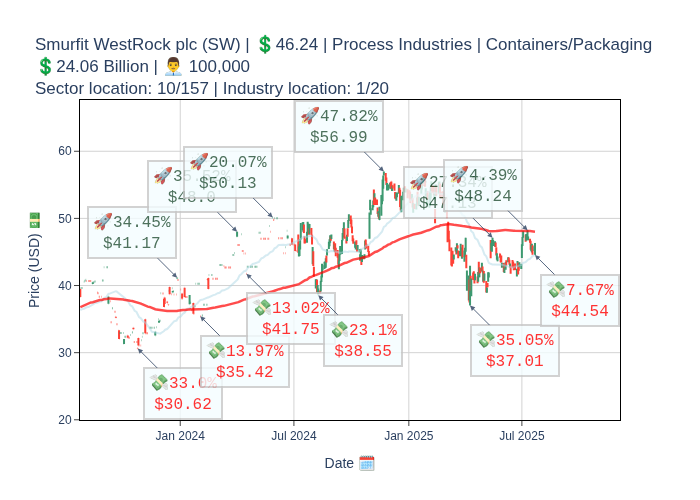 Smurfit WestRock plc (SW) | 💲46.24 | Process Industries | Containers/Packaging
💲24.06 Billion | 👨‍💼 100,000
Sector location: 10/157 | Industry location: 1/20
🚀47.82%
$56.99
🚀20.07%
$50.13
🚀4.39%
$48.24
$48.0
🚀34.45%
$41.17
💸7.67%
$44.54
💸13.02%
$41.75
💸23.1%
$38.55
💸35.05%
$37.01
💸13.97%
$35.42
💸33.0%
$30.62
Price (USD) 💵
60
50
40
30
20
Jan 2024
Jul 2024
Jan 2025
Jul 2025
Date 🗓️